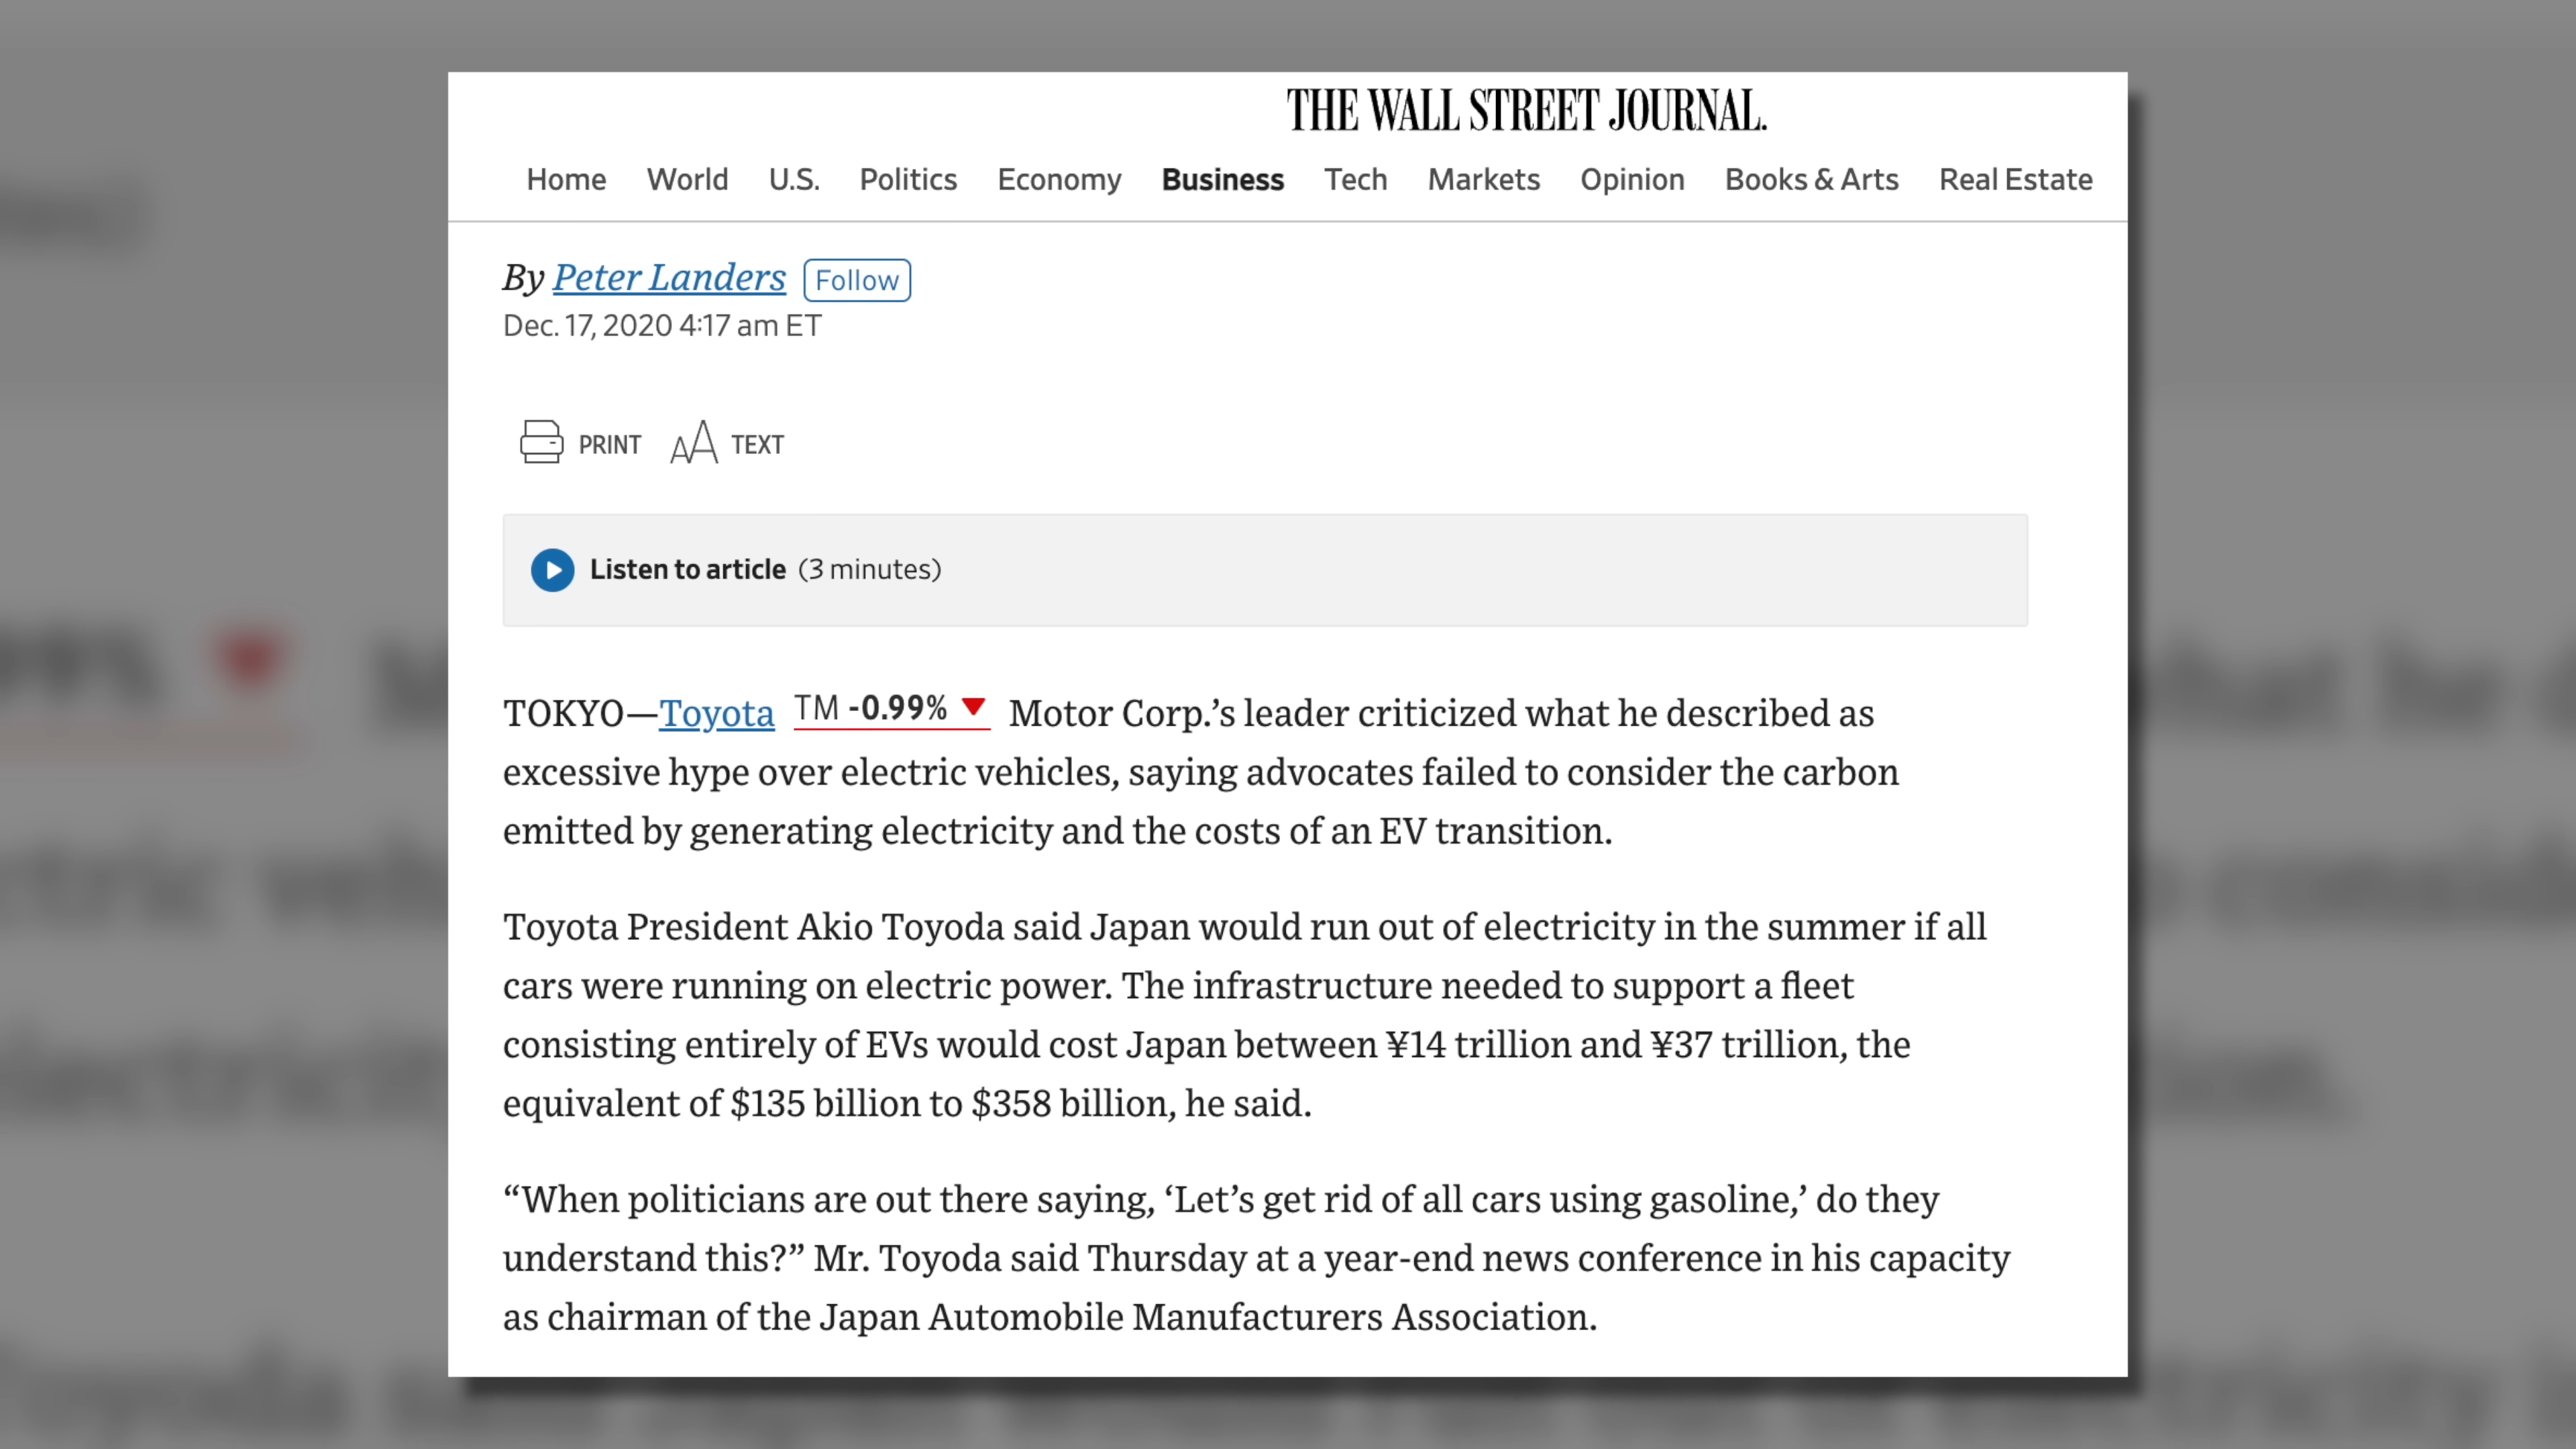 THE WALL STREET JOURNAL.
Home World U.S. Politics Economy Business Tech Markets Opinion Books & Arts Real Estate
By Peter Landers Follow
Dec. 17, 2020 4:17 am ET
PRINT AA TEXT
Listen to article (3 minutes)
TOKYO—Toyota TM -0.99% Motor Corp.’s leader criticized what he described as
excessive hype over electric vehicles, saying advocates failed to consider the carbon
emitted by generating electricity and the costs of an EV transition.
Toyota President Akio Toyoda said Japan would run out of electricity in the summer if all
cars were running on electric power. The infrastructure needed to support a fleet
consisting entirely of EVs would cost Japan between ¥14 trillion and ¥37 trillion, the
equivalent of $135 billion to $358 billion, he said.
“When politicians are out there saying, ‘Let’s get rid of all cars using gasoline,’ do they
understand this?” Mr. Toyoda said Thursday at a year-end news conference in his capacity
as chairman of the Japan Automobile Manufacturers Association.